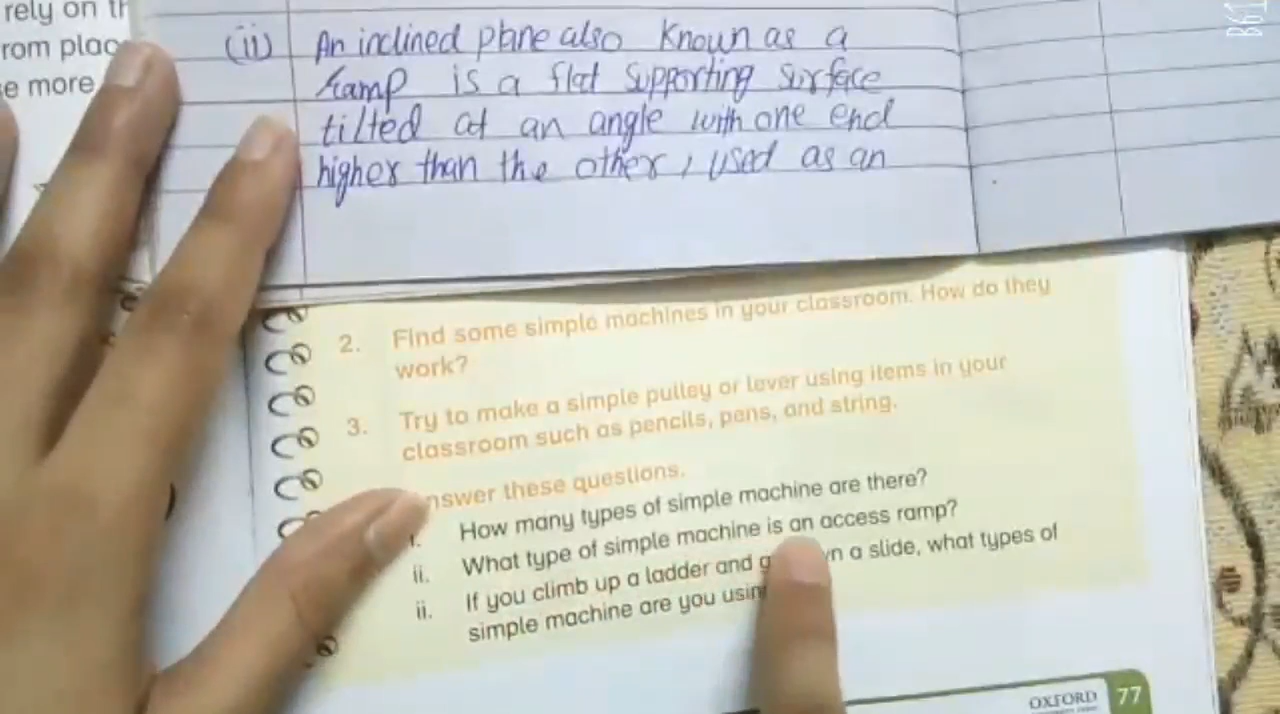 rely on th
rom plac
e more
(ii) An inclined plane also known as a
ramp is a flat supporting surface
tilted at an angle with one end
higher than the other, used as an
2. Find some simple machines in your classroom. How do they
work?
3. Try to make a simple pulley or lever using items in your
classroom such as pencils, pens, and string.
nswer these questions.
i. How many types of simple machine are there?
ii. What type of simple machine is an access ramp?
ii. If you climb up a ladder and g wn a slide, what types of
simple machine are you usin
OXFORD 77